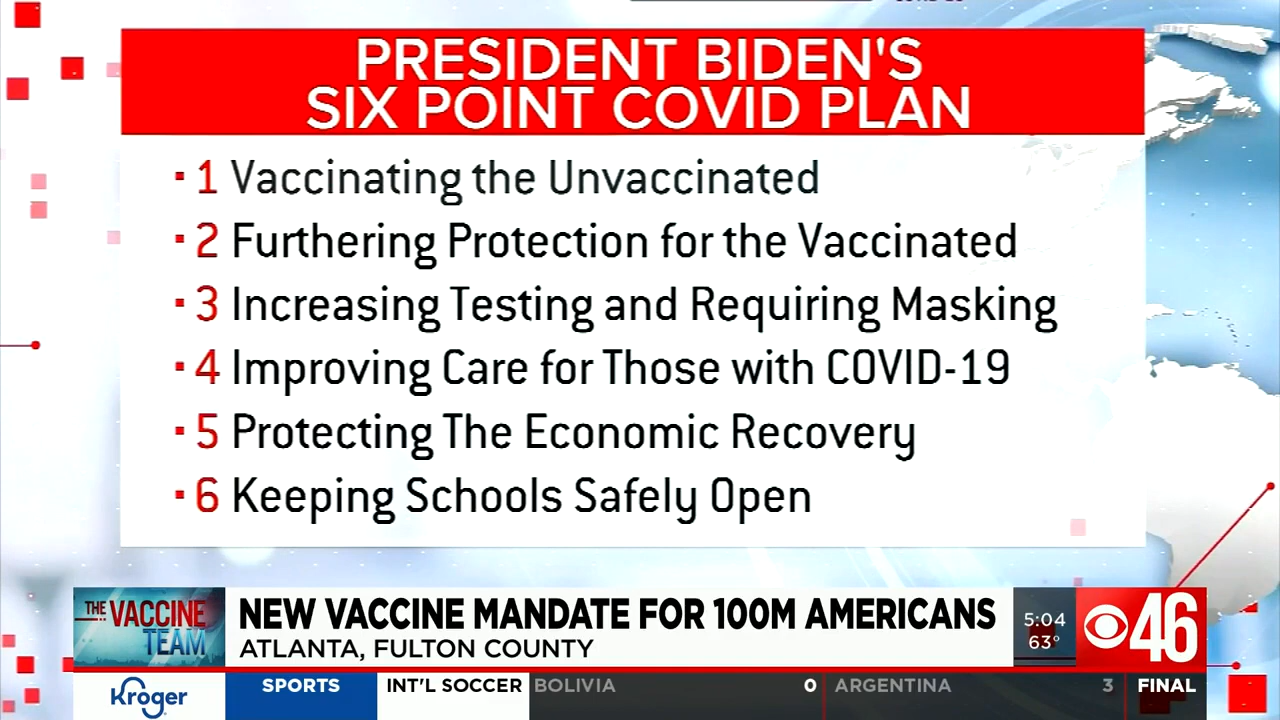 PRESIDENT BIDEN'S
SIX POINT COVID PLAN
· 1 Vaccinating the Unvaccinated
· 2 Furthering Protection for the Vaccinated
· 3 Increasing Testing and Requiring Masking
· 4 Improving Care for Those with COVID-19
· 5 Protecting The Economic Recovery
· 6 Keeping Schools Safely Open
THE VACCINE TEAM
NEW VACCINE MANDATE FOR 100M AMERICANS
ATLANTA, FULTON COUNTY
5:04
63°
46
Kroger SPORTS INT'L SOCCER BOLIVIA 0 ARGENTINA 3 FINAL